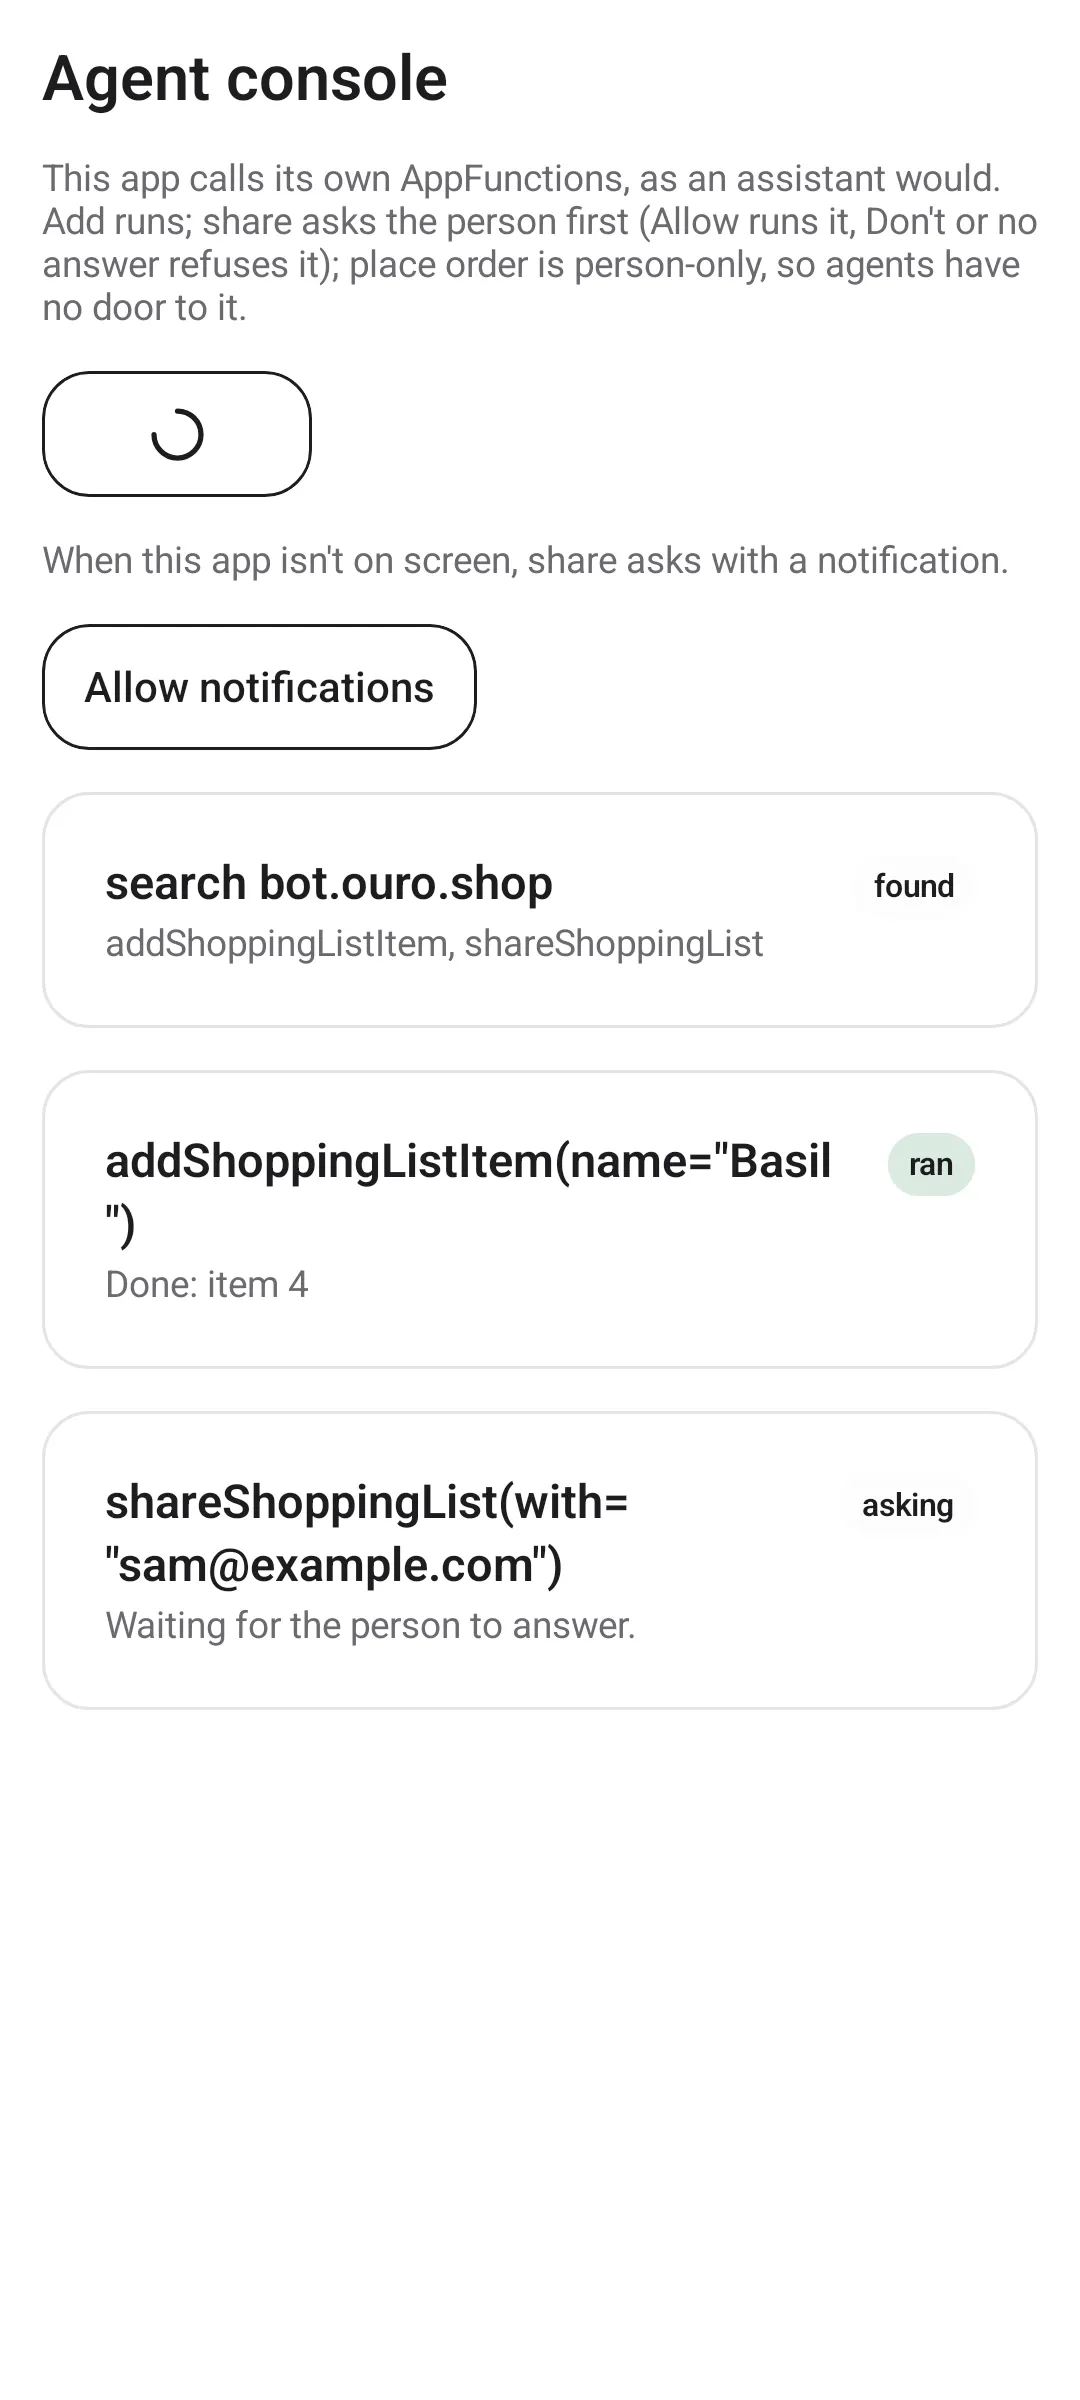 Agent console
This app calls its own AppFunctions, as an assistant would.
Add runs; share asks the person first (Allow runs it, Don't or no
answer refuses it); place order is person-only, so agents have
no door to it.
When this app isn't on screen, share asks with a notification.
Allow notifications
search bot.ouro.shop
found
addShoppingListItem, shareShoppingList
addShoppingListItem(name="Basil
ran
")
Done: item 4
shareShoppingList(with=
asking
"sam@example.com")
Waiting for the person to answer.